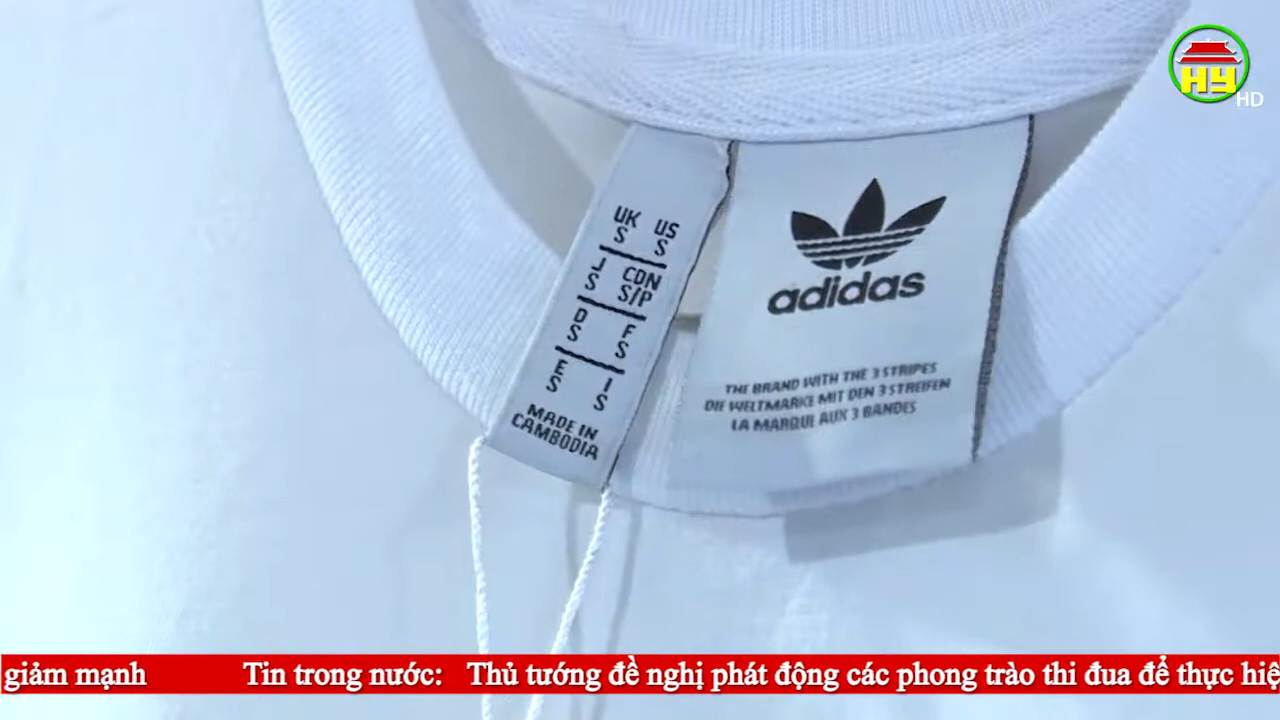 HY
HD
UK US
S S
J CDN
S S/P
D F
S S
E I
S S
MADE IN
CAMBODIA
adidas
THE BRAND WITH THE 3 STRIPES
DIE WELTMARKE MIT DEN 3 STREIFEN
LA MARQUE AUX 3 BANDES
giảm mạnh Tin trong nước: Thủ tướng đề nghị phát động các phong trào thi đua để thực hiệ